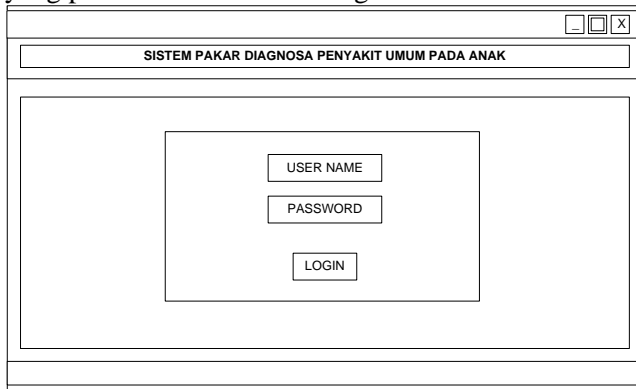 _ X
SISTEM PAKAR DIAGNOSA PENYAKIT UMUM PADA ANAK
USER NAME
PASSWORD
LOGIN